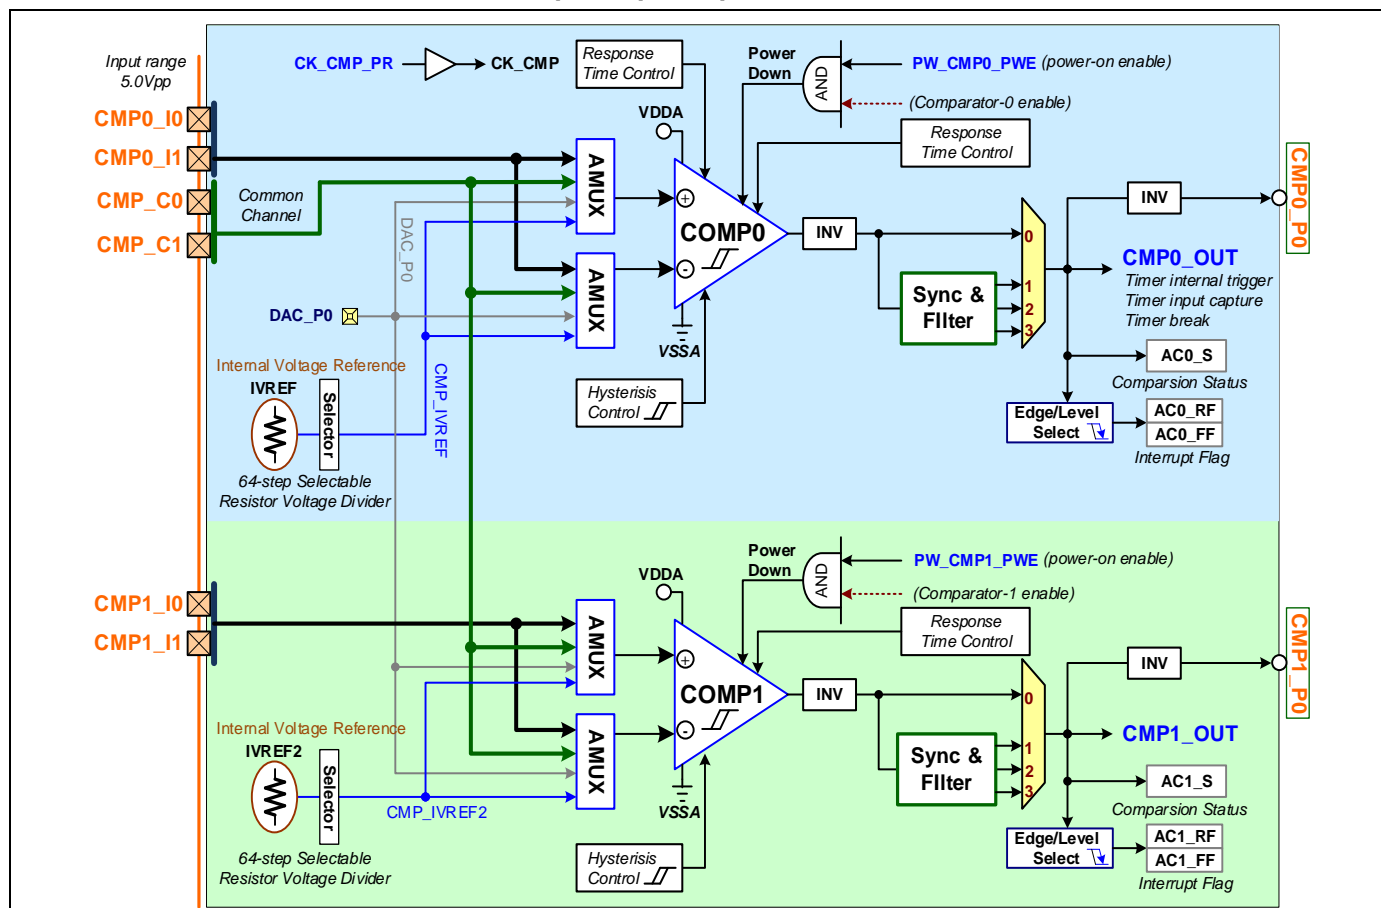 Input range
5.0Vpp
CK_CMP_PR
CK_CMP
Response
Time Control
Power
Down
AND
PW_CMP0_PWE (power-on enable)
(Comparator-0 enable)
Response
Time Control
VDDA
CMP0_I0
CMP0_I1
CMP_C0
CMP_C1
Common
Channel
AMUX
AMUX
DAC_P0
DAC_P0
+
-
COMP0
VSSA
INV
Sync &
FIlter
0
1
2
3
INV
CMP0_P0
CMP0_OUT
Timer internal trigger
Timer input capture
Timer break
AC0_S
Comparsion Status
Edge/Level
Select
AC0_RF
AC0_FF
Interrupt Flag
Internal Voltage Reference
IVREF
Selector
CMP_IVREF
64-step Selectable
Resistor Voltage Divider
Hysterisis
Control
Power
Down
AND
PW_CMP1_PWE (power-on enable)
(Comparator-1 enable)
Response
Time Control
VDDA
CMP1_I0
CMP1_I1
AMUX
AMUX
+
-
COMP1
VSSA
INV
Sync &
FIlter
0
1
2
3
INV
CMP1_P0
CMP1_OUT
AC1_S
Comparsion Status
Edge/Level
Select
AC1_RF
AC1_FF
Interrupt Flag
Internal Voltage Reference
IVREF2
Selector
CMP_IVREF2
64-step Selectable
Resistor Voltage Divider
Hysterisis
Control